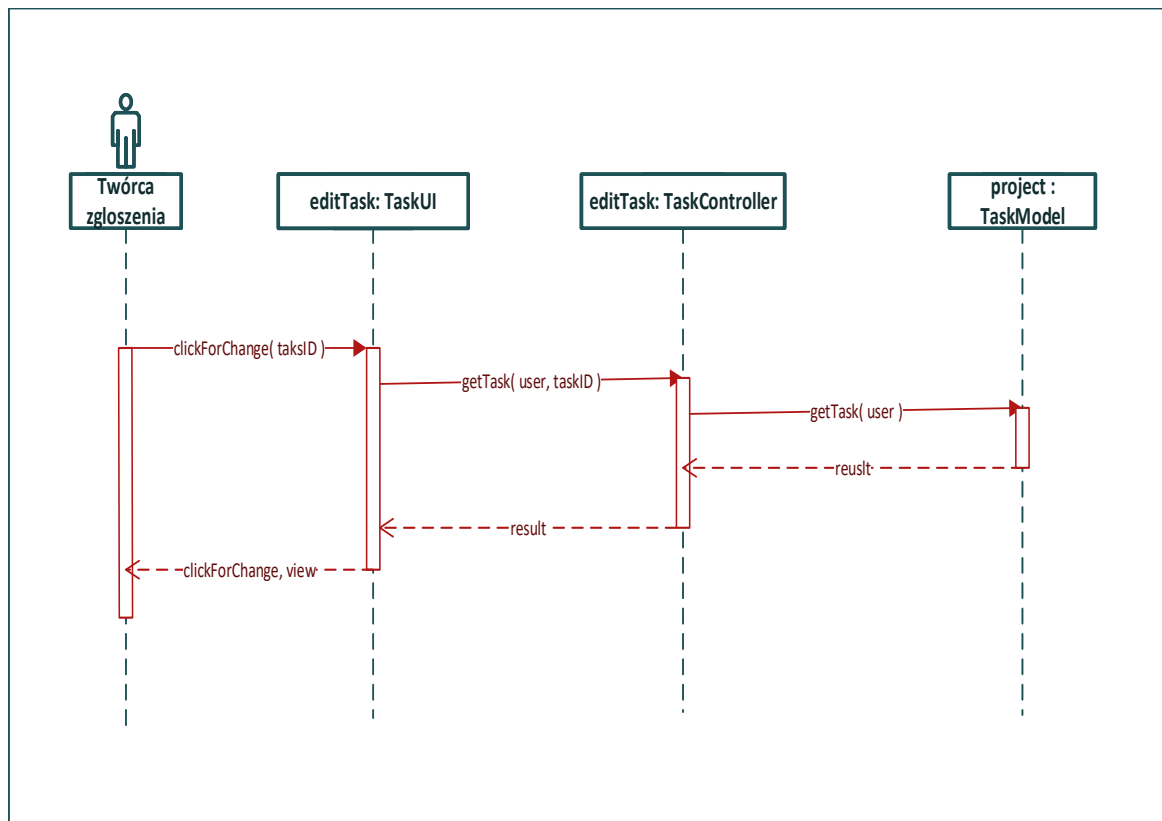 Twórca
zgloszenia
editTask: TaskUI
editTask: TaskController
project :
TaskModel
clickForChange( taksID )
getTask( user, taskID )
getTask( user )
reuslt
result
clickForChange, view